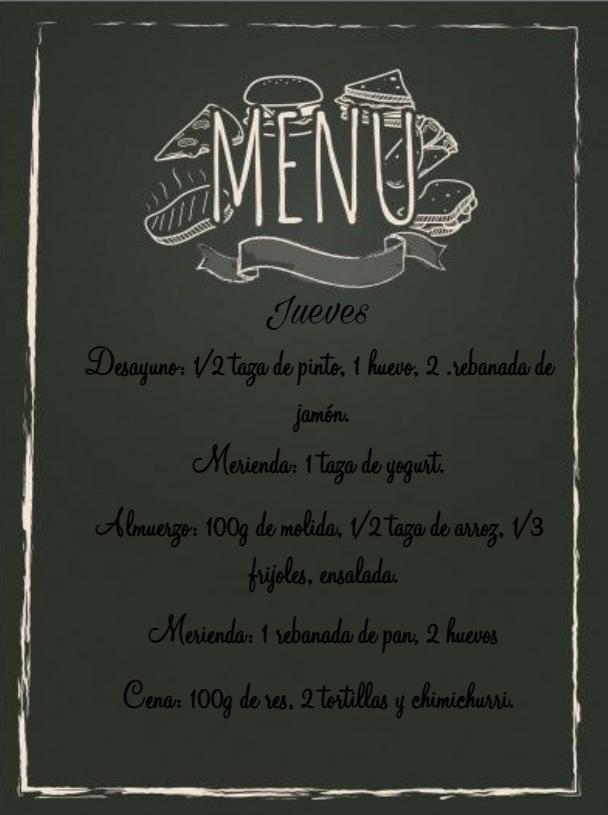 MENU
Jueves
Desayuno: 1/2 taza de pinto, 1 huevo, 2 .rebanada de
jamón.
Merienda: 1 taza de yogurt.
Almuerzo: 100g de molida, 1/2 taza de arroz, 1/3
frijoles, ensalada.
Merienda: 1 rebanada de pan, 2 huevos
Cena: 100g de res, 2 tortillas y chimichurri.